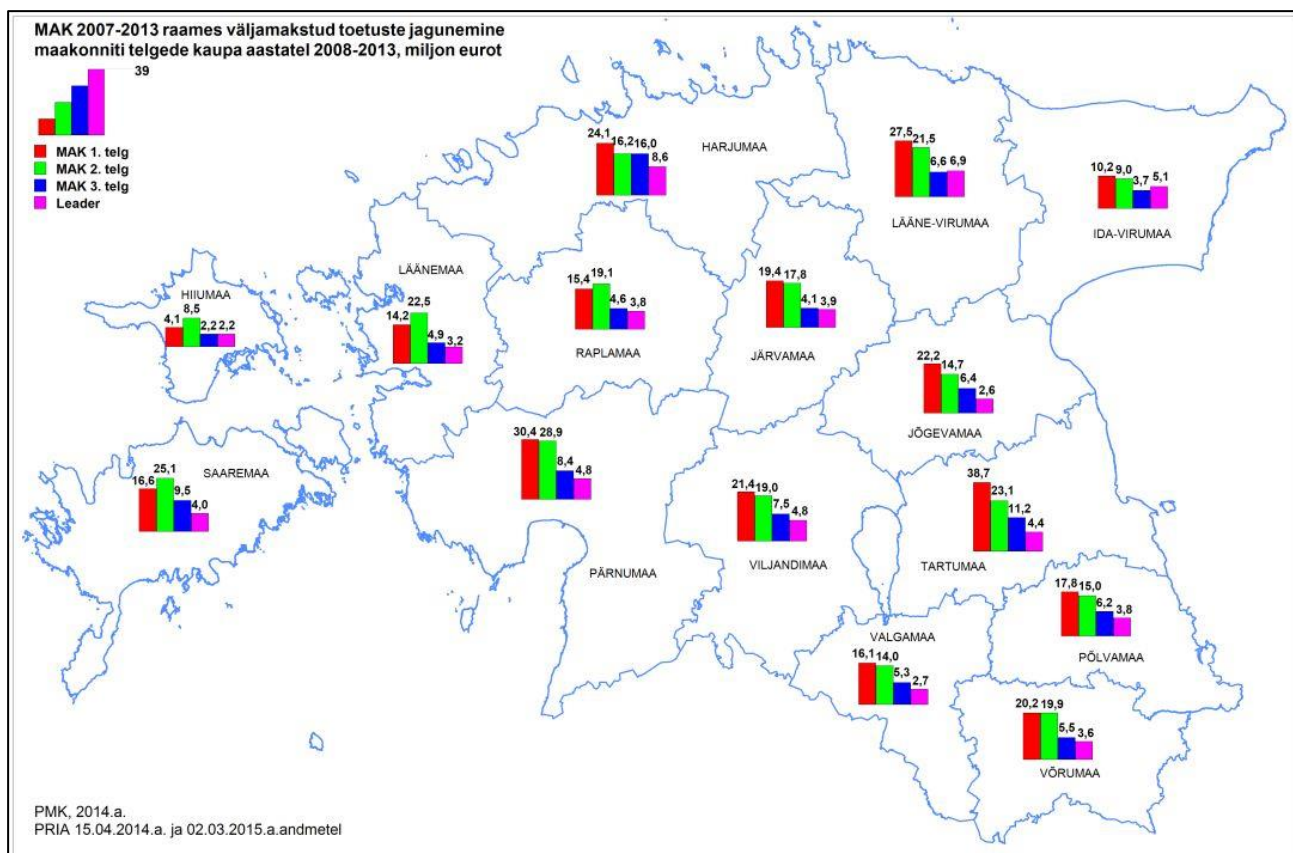 MAK 2007-2013 raames väljamakstud toetuste jagunemine
maakonniti telgede kaupa aastatel 2008-2013, miljon eurot
39
MAK 1. telg
MAK 2. telg
MAK 3. telg
Leader
24,1 16,2 16,0 8,6
HARJUMAA
27,5 21,5 6,6 6,9
LÄÄNE-VIRUMAA
10,2 9,0 3,7 5,1
IDA-VIRUMAA
HIIUMAA
4,1 8,5 2,2 2,2
LÄÄNEMAA
14,2 22,5 4,9 3,2
15,4 19,1 4,6 3,8
RAPLAMAA
19,4 17,8 4,1 3,9
JÄRVAMAA
22,2 14,7 6,4 2,6
JÕGEVAMAA
SAAREMAA
16,6 25,1 9,5 4,0
30,4 28,9 8,4 4,8
PÄRNUMAA
21,4 19,0 7,5 4,8
VILJANDIMAA
38,7 23,1 11,2 4,4
TARTUMAA
17,8 15,0 6,2 3,8
PÕLVAMAA
VALGAMAA
16,1 14,0 5,3 2,7
20,2 19,9 5,5 3,6
VÕRUMAA
PMK, 2014.a.
PRIA 15.04.2014.a. ja 02.03.2015.a.andmetel